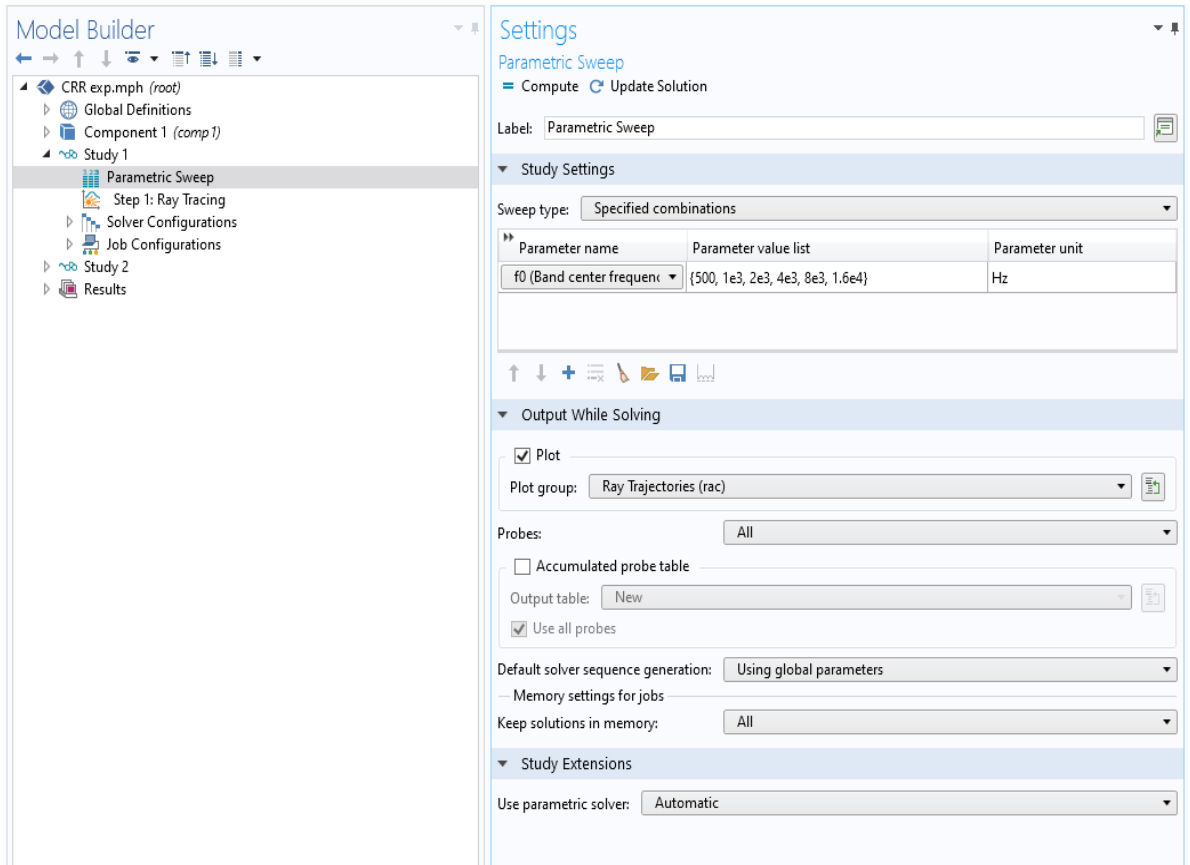 Model Builder
CRR exp.mph (root)
Global Definitions
Component 1 (comp1)
Study 1
Parametric Sweep
Step 1: Ray Tracing
Solver Configurations
Job Configurations
Study 2
Results
Settings
Parametric Sweep
= Compute Update Solution
Label: Parametric Sweep
Study Settings
Sweep type: Specified combinations
Parameter name Parameter value list Parameter unit
f0 (Band center frequenc {500, 1e3, 2e3, 4e3, 8e3, 1.6e4} Hz
Output While Solving
Plot
Plot group: Ray Trajectories (rac)
Probes: All
Accumulated probe table
Output table: New
Use all probes
Default solver sequence generation: Using global parameters
Memory settings for jobs
Keep solutions in memory: All
Study Extensions
Use parametric solver: Automatic